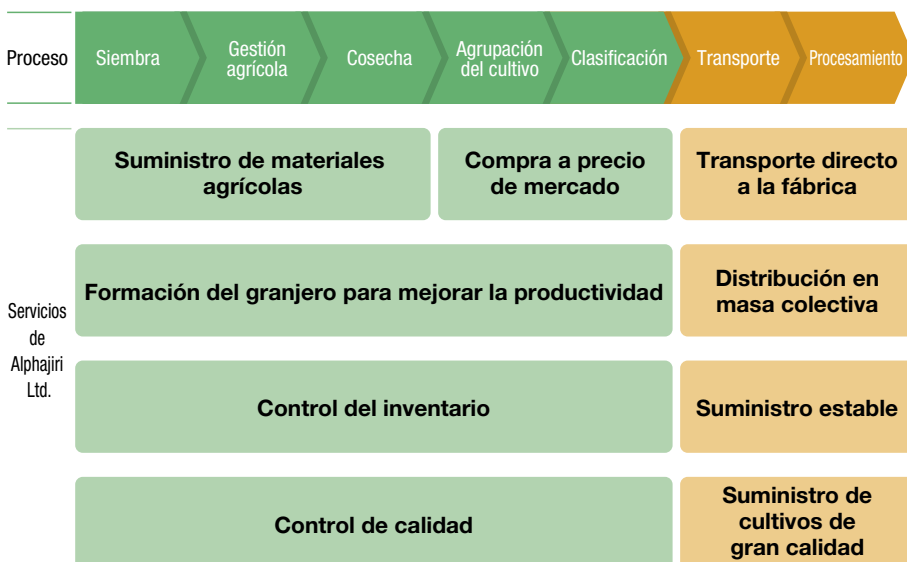 Proceso
Siembra
Gestión
agrícola
Cosecha
Agrupación
del cultivo
Clasificación
Transporte
Procesamiento
Servicios
de
Alphajiri
Ltd.
Suministro de materiales
agrícolas
Compra a precio
de mercado
Transporte directo
a la fábrica
Formación del granjero para mejorar la productividad
Distribución en
masa colectiva
Control del inventario
Suministro estable
Control de calidad
Suministro de
cultivos de
gran calidad